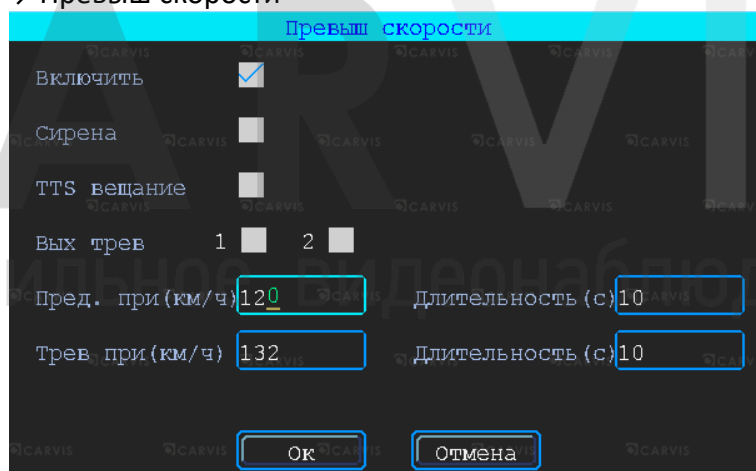 Превыш скорости
Превыш скорости
Включить
Сирена
TTS вещание
Вых трев 1 2
Пред. при(км/ч) 120 Длительность(с) 10
Трев при(км/ч) 132 Длительность(с) 10
Ок Отмена
CARVIS